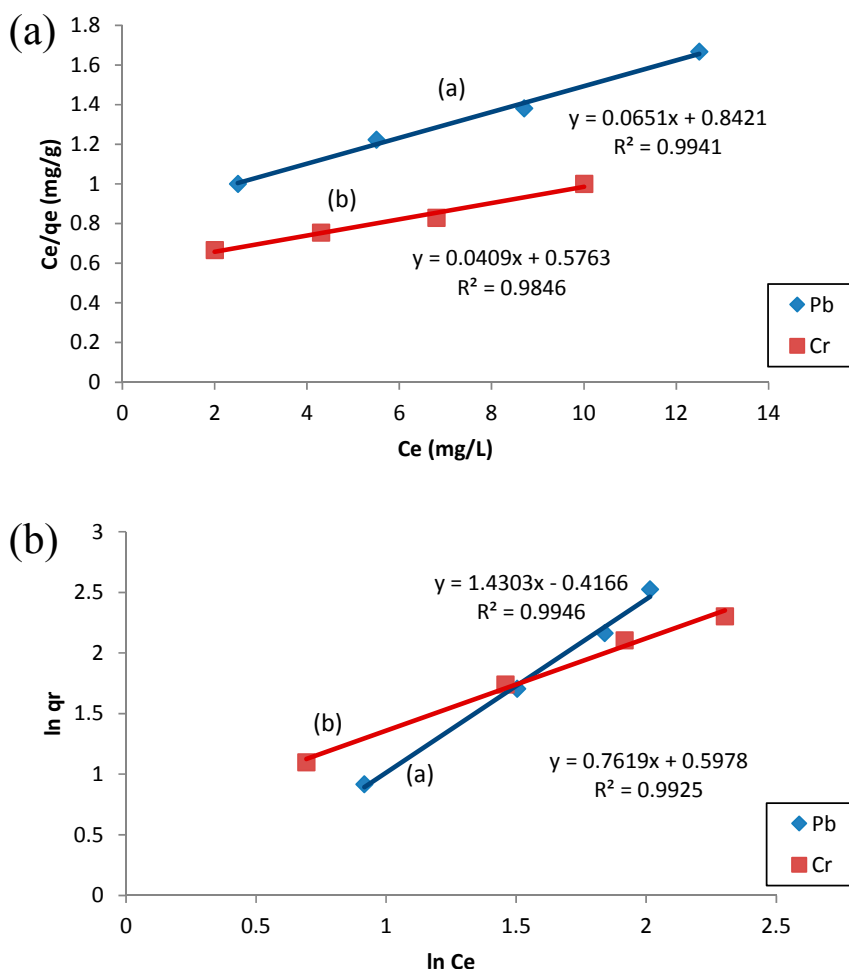 (a)
1.8
1.6
1.4
1.2
1
0.8
0.6
0.4
0.2
0
Ce/qe (mg/g)
(a)
y = 0.0651x + 0.8421
R² = 0.9941
(b)
y = 0.0409x + 0.5763
R² = 0.9846
Pb
Cr
0 2 4 6 8 10 12 14
Ce (mg/L)
(b)
3
2.5
2
1.5
1
0.5
0
ln qr
y = 1.4303x - 0.4166
R² = 0.9946
(b)
(a)
y = 0.7619x + 0.5978
R² = 0.9925
Pb
Cr
0 0.5 1 1.5 2 2.5
ln Ce